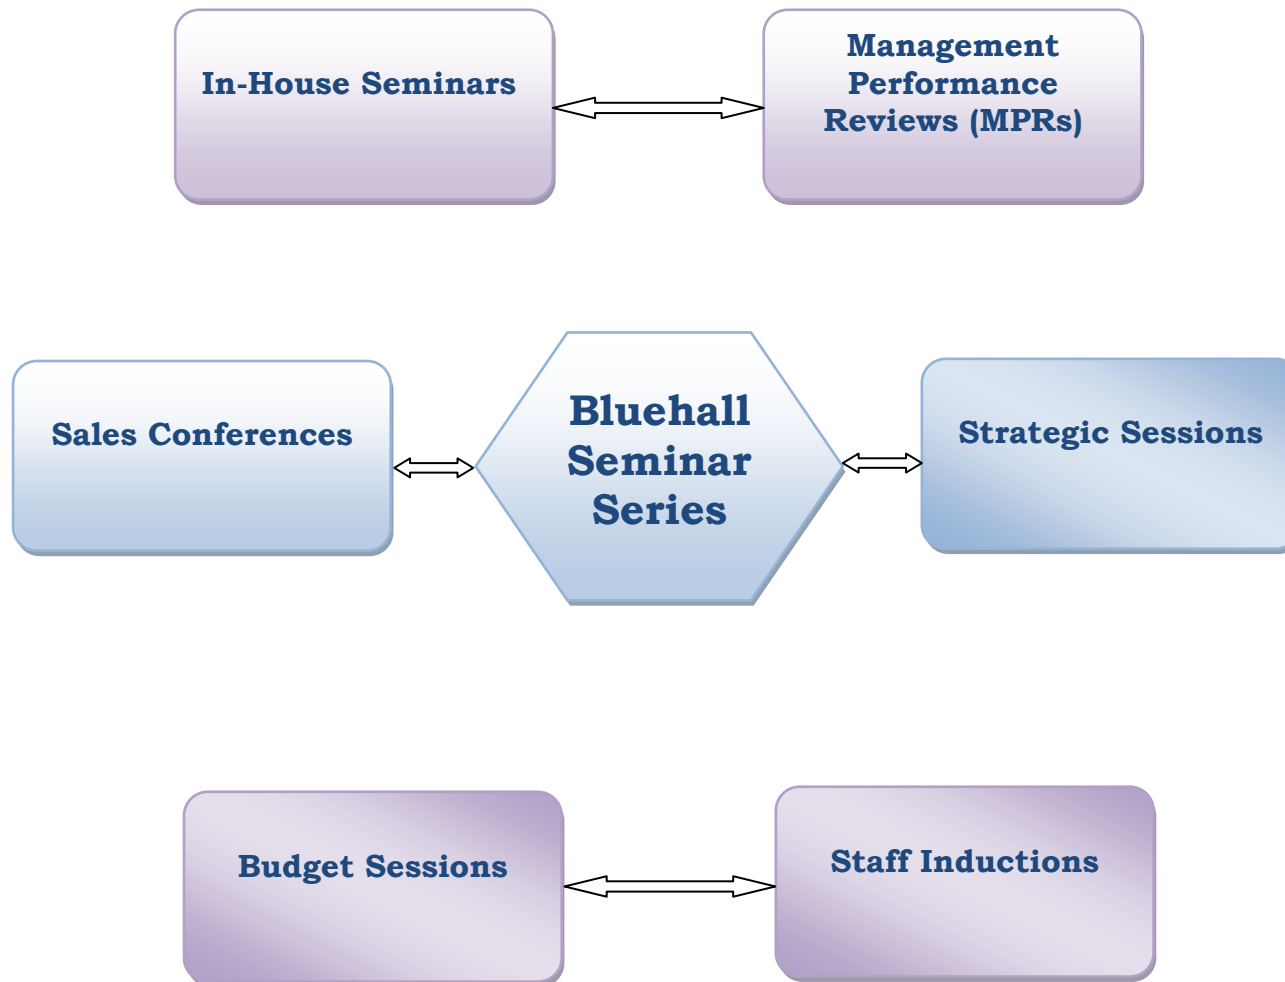 In-House Seminars
Management
Performance
Reviews (MPRs)
Sales Conferences
Bluehall
Seminar
Series
Strategic Sessions
Budget Sessions
Staff Inductions